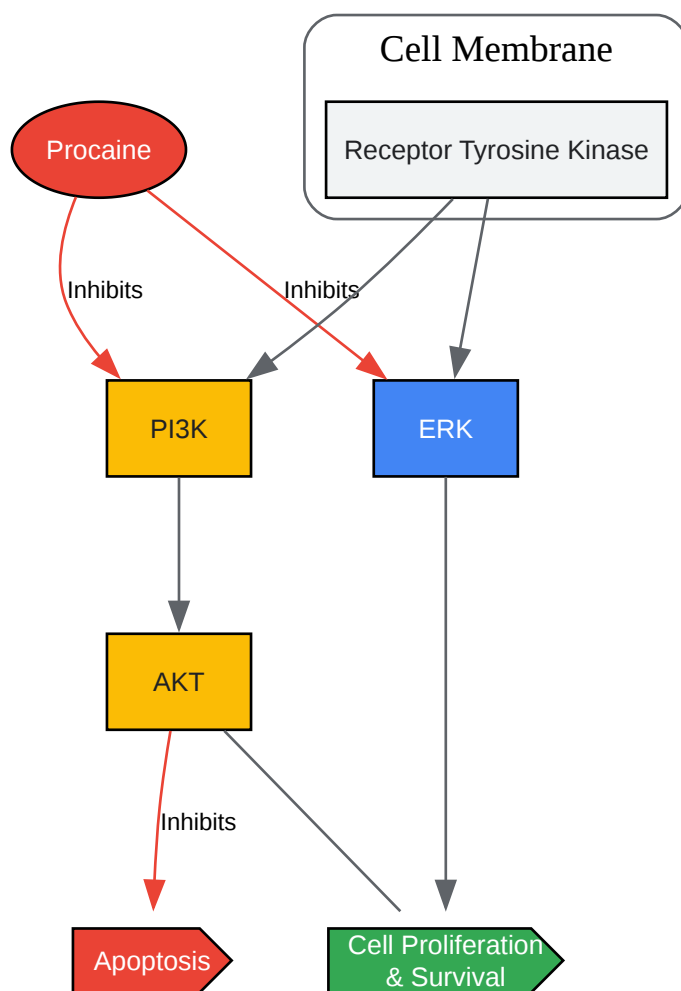 Cell Membrane
Procaine
Receptor Tyrosine Kinase
Inhibits
Inhibits
PI3K
ERK
AKT
Inhibits
Apoptosis
Cell Proliferation
& Survival